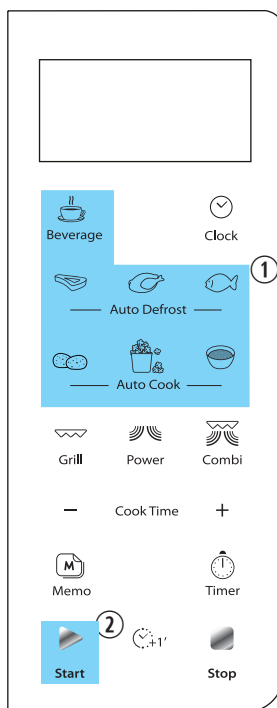 Beverage Clock
①
Auto Defrost
Auto Cook
Grill Power Combi
− Cook Time +
M
Memo Timer
② +1′
Start Stop